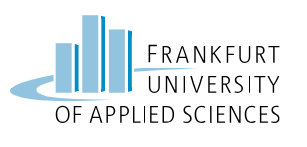 FRANKFURT
UNIVERSITY
OF APPLIED SCIENCES